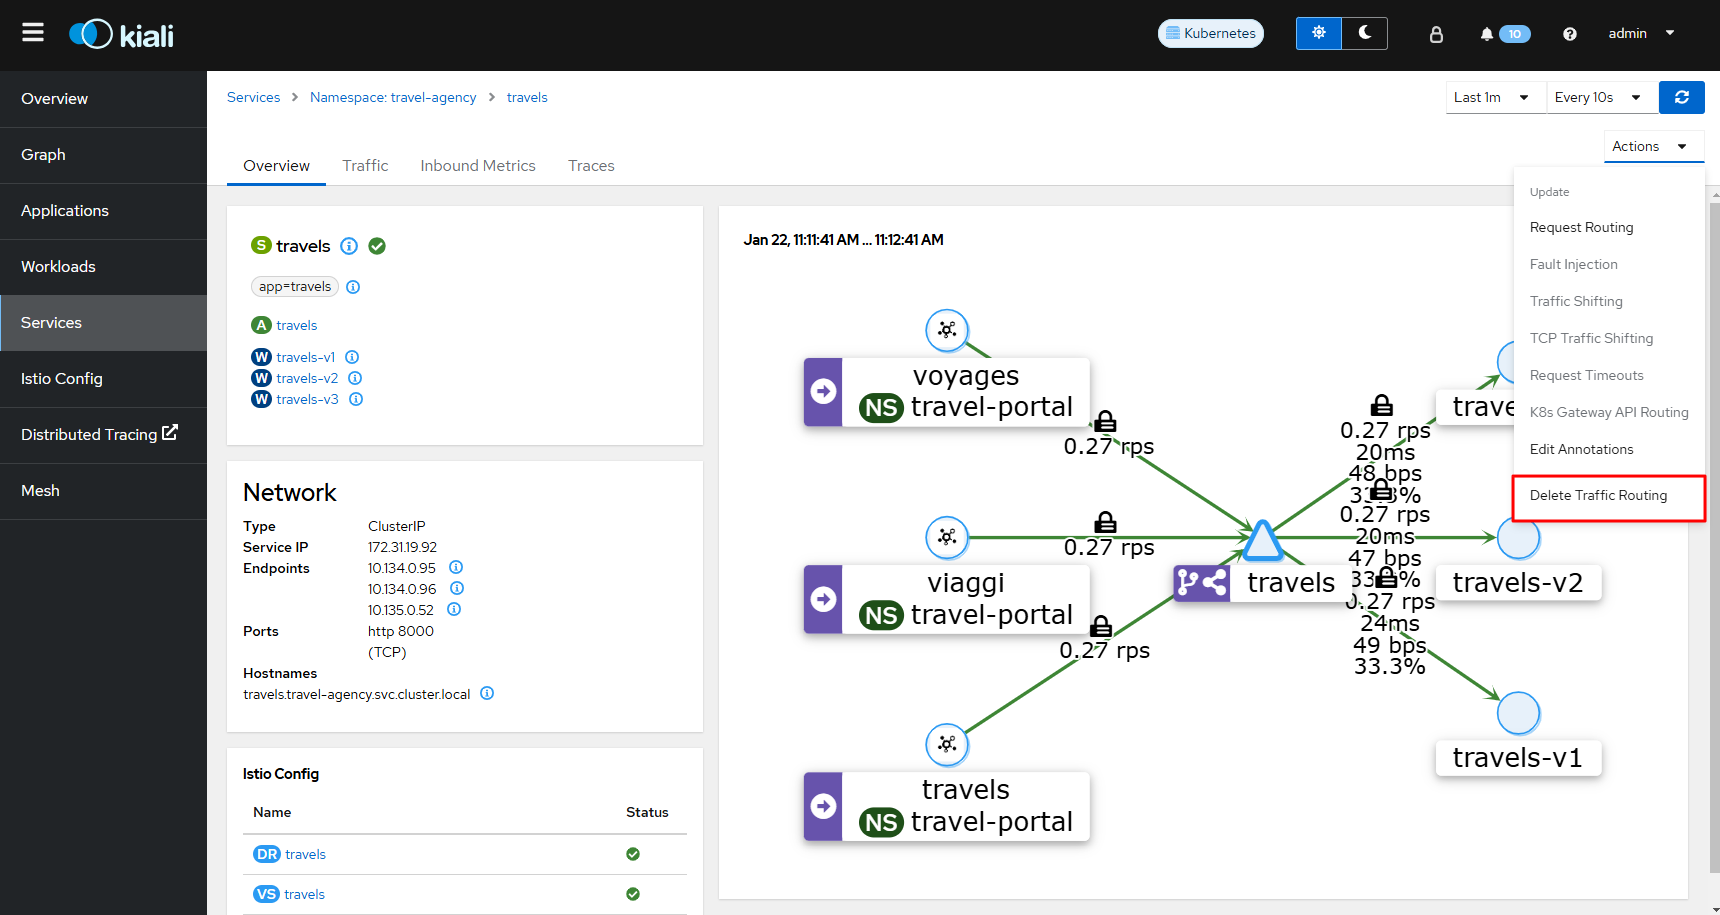 kiali
Kubernetes
10
admin
Overview
Graph
Applications
Workloads
Services
Istio Config
Distributed Tracing
Mesh
Services
Namespace: travel-agency
travels
Last 1m
Every 10s
Actions
Overview
Traffic
Inbound Metrics
Traces
Update
Request Routing
Fault Injection
Traffic Shifting
TCP Traffic Shifting
Request Timeouts
K8s Gateway API Routing
Edit Annotations
Delete Traffic Routing
S travels
app=travels
A travels
W travels-v1
W travels-v2
W travels-v3
Network
Type ClusterIP
Service IP 172.31.19.92
Endpoints 10.134.0.95
10.134.0.96
10.135.0.52
Ports http 8000
(TCP)
Hostnames
travels.travel-agency.svc.cluster.local
Istio Config
Name Status
DR travels
VS travels
Jan 22, 11:11:41 AM ... 11:12:41 AM
voyages
NS travel-portal
0.27 rps
viaggi
NS travel-portal
0.27 rps
travels
NS travel-portal
0.27 rps
travels
0.27 rps
20ms
48 bps
0.27 rps
20ms
47 bps
0.27 rps
24ms
49 bps
33.3%
travels-v2
travels-v1